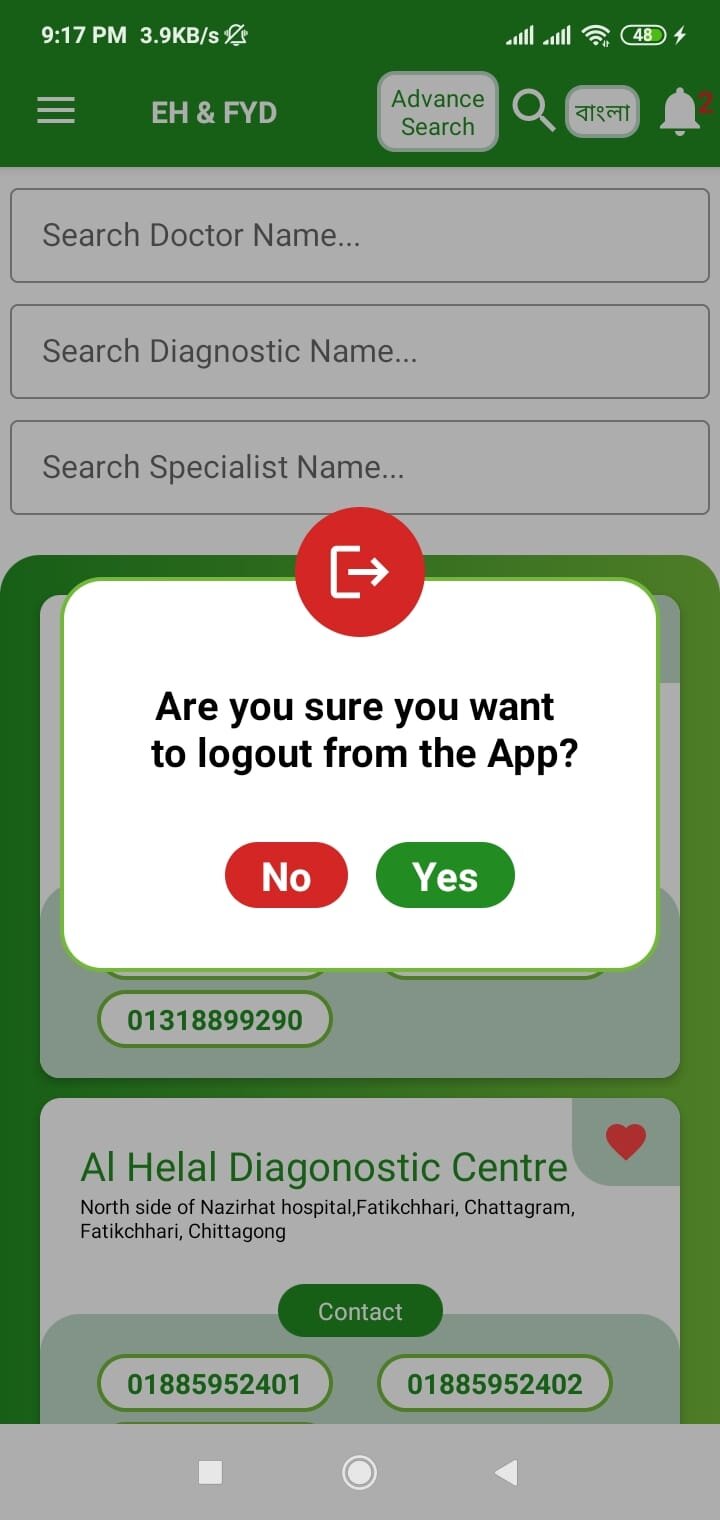 9:17 PM 3.9KB/s
48
EH & FYD
Advance
Search
বাংলা
2
Search Doctor Name...
Search Diagnostic Name...
Search Specialist Name...
Are you sure you want
to logout from the App?
No Yes
01318899290
Al Helal Diagonostic Centre
North side of Nazirhat hospital,Fatikchhari, Chattagram,
Fatikchhari, Chittagong
Contact
01885952401 01885952402